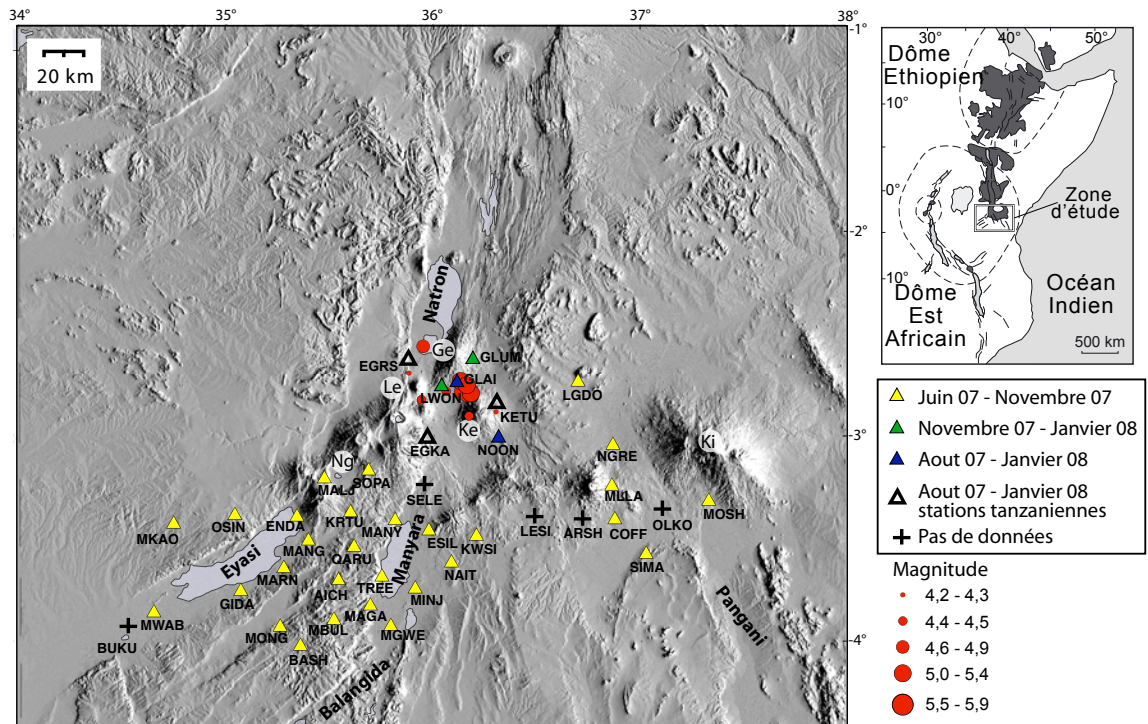 34°
35°
36°
37°
38°
20 km
-1°
-2°
-3°
-4°
Natron
Ge
EGRS
GLUM
Le
GLAI
LWON
LGDO
KETU
Ke
EGKA
NOON
NGRE
Ki
Ng
SOPA
MALJ
SELE
MLLA
MKAO
OSIN
ENDA
KRTU
MANY
ESIL
KWSI
LESI
ARSH
COFF
OLKO
MOSH
MANG
QARU
Manyara
SIMA
Eyasi
MARN
AICH
TREE
NAIT
GIDA
MINJ
MAGA
MWAB
MONG
MBUL
MGWE
BUKU
BASH
Balangida
Pangani
30°
40°
50°
Dôme
Ethiopien
10°
0°
Zone
d'étude
10°
Dôme
Est
Africain
Océan
Indien
500 km
Juin 07 - Novembre 07
Novembre 07 - Janvier 08
Aout 07 - Janvier 08
Aout 07 - Janvier 08
stations tanzaniennes
Pas de données
Magnitude
4,2 - 4,3
4,4 - 4,5
4,6 - 4,9
5,0 - 5,4
5,5 - 5,9